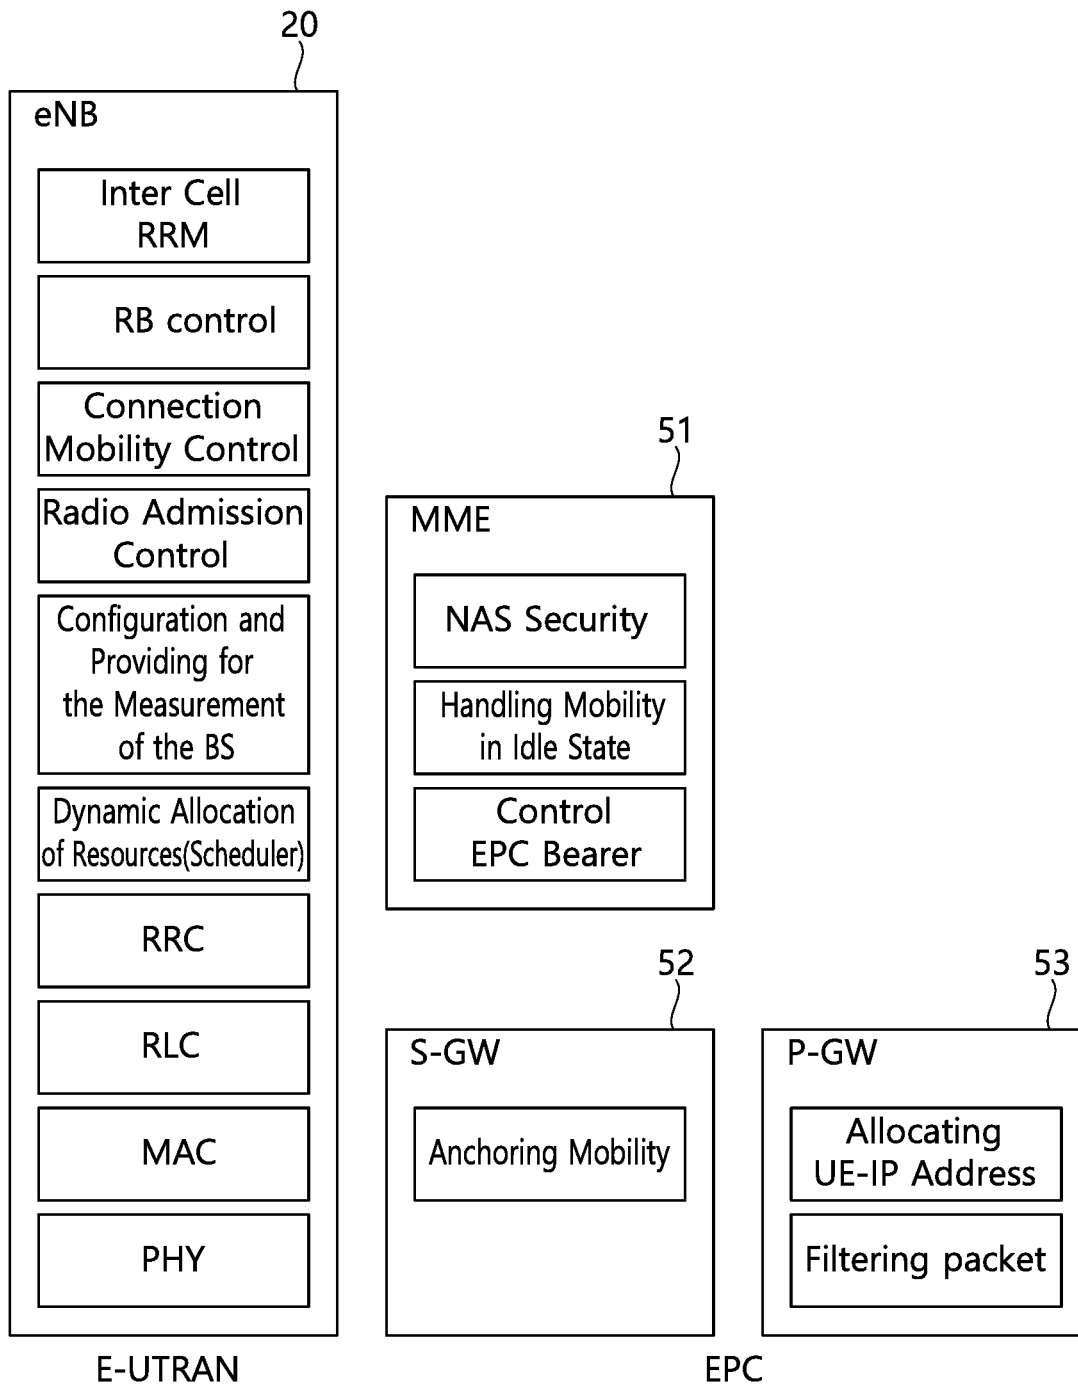 20
eNB
Inter Cell
RRM
RB control
Connection
Mobility Control
Radio Admission
Control
Configuration and
Providing for
the Measurement
of the BS
Dynamic Allocation
of Resources(Scheduler)
RRC
RLC
MAC
PHY
E-UTRAN
51
MME
NAS Security
Handling Mobility
in Idle State
Control
EPC Bearer
52
S-GW
Anchoring Mobility
53
P-GW
Allocating
UE-IP Address
Filtering packet
EPC